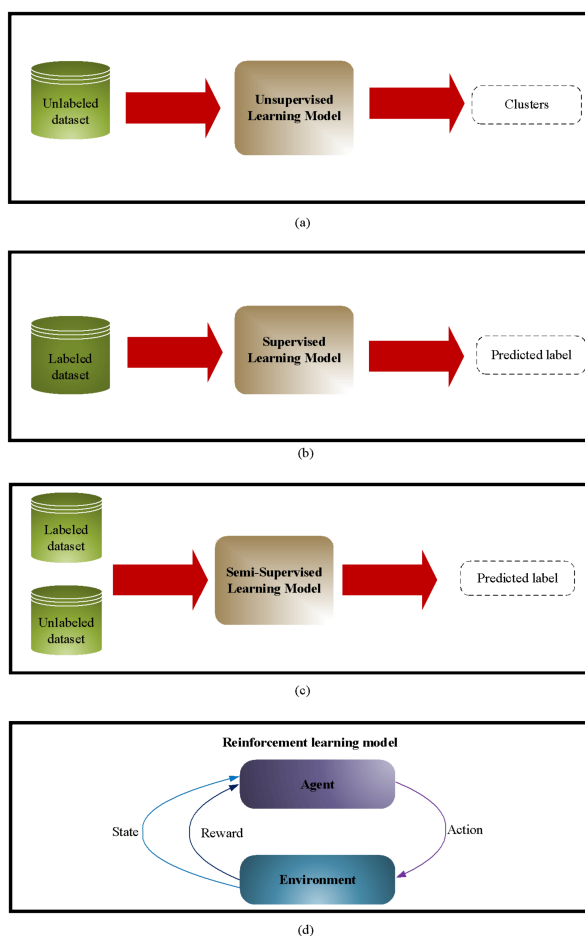 Unlabeled
dataset
Unsupervised
Learning Model
Clusters
(a)
Labeled
dataset
Supervised
Learning Model
Predicted label
(b)
Labeled
dataset
Unlabeled
dataset
Semi-Supervised
Learning Model
Predicted label
(c)
Reinforcement learning model
Agent
State
Reward
Action
Environment
(d)